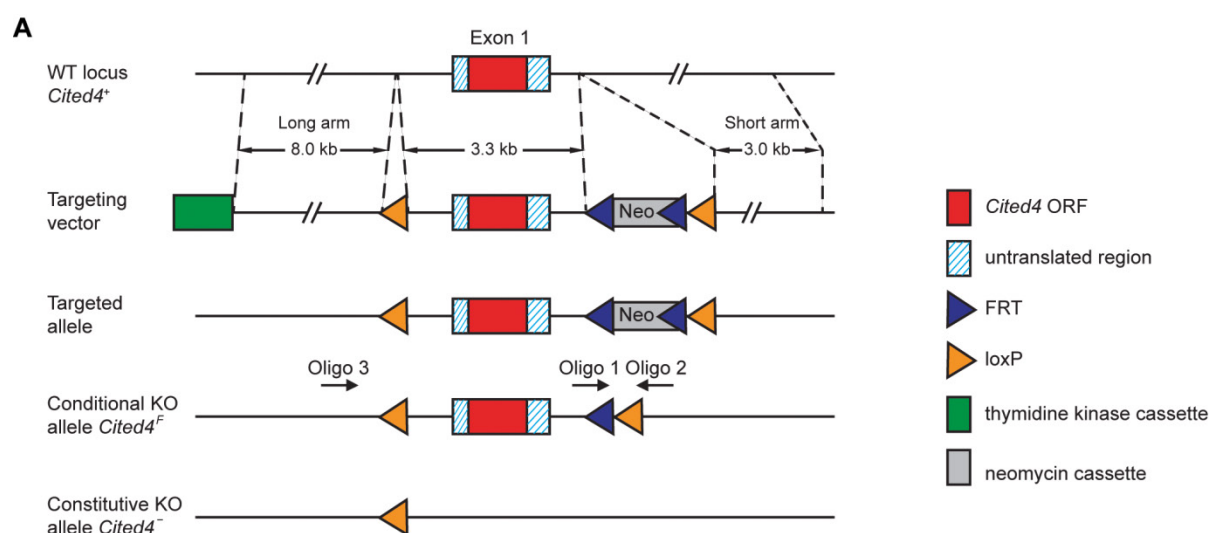 A
Exon 1
WT locus
Cited4⁺
Long arm
8.0 kb
3.3 kb
Short arm
3.0 kb
Targeting
vector
Neo
Targeted
allele
Neo
Oligo 3
Oligo 1
Oligo 2
Conditional KO
allele Cited4ᶠ
Constitutive KO
allele Cited4⁻
Cited4 ORF
untranslated region
FRT
loxP
thymidine kinase cassette
neomycin cassette